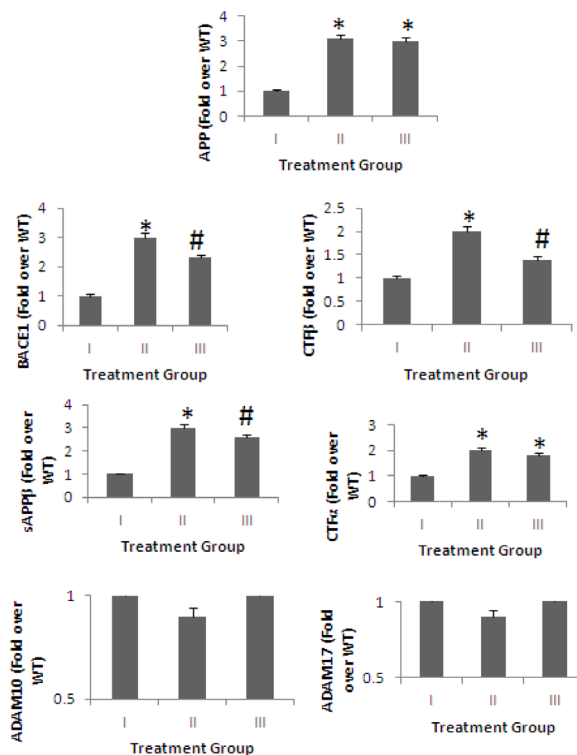 APP (Fold over WT)
4
3
2
1
0
*
*
I
II
III
Treatment Group
BACE1 (Fold over WT)
4
3
2
1
0
*
#
I
II
III
Treatment Group
CTFβ (Fold over WT)
2.5
2
1.5
1
0.5
0
*
#
I
II
III
Treatment Group
sAPPβ (Fold over
WT)
4
3
2
1
0
*
#
I
II
III
Treatment Group
CTFα (Fold over
WT)
3
2
1
0
*
*
I
II
III
Treatment Group
ADAM10 (Fold over
WT)
1
0.5
I
II
III
Treatment Group
ADAM17 (Fold
over WT)
1
0.5
I
II
III
Treatment Group